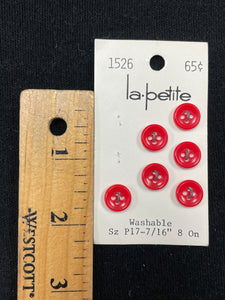 1526 65¢
la petite
Washable
Sz P17-7/16" 8 On
1
2
3
WESTCOTT